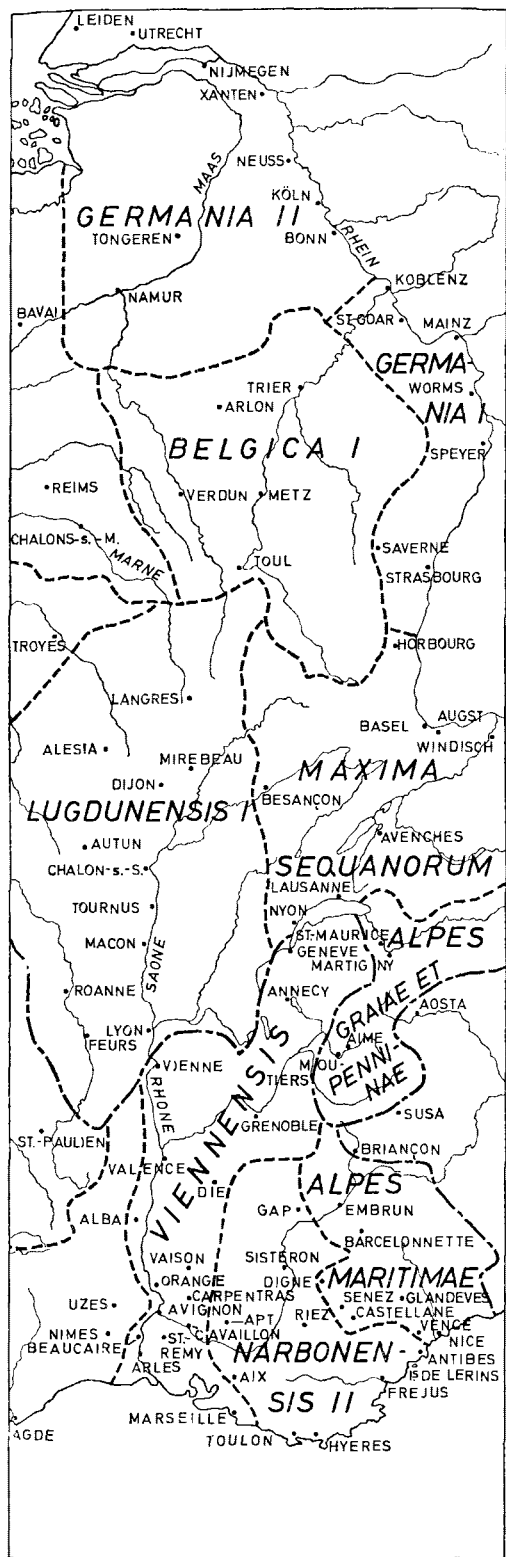 LEIDEN
UTRECHT
NIJMEGEN
XANTEN
MAAS
NEUSS
KÖLN
GERMANIA II
TONGEREN
BONN
RHEIN
NAMUR
KOBLENZ
BAVAI
ST-GOAR
MAINZ
GERMA-
TRIER
WORMS
ARLON
NIA I
BELGICA I
SPEYER
REIMS
VERDUN
METZ
CHALONS-s.-M.
MARNE
TOUL
SAVERNE
STRASBOURG
TROYES
HORBOURG
LANGRES
BASEL
AUGST
WINDISCH
ALESIA
MIREBEAU
MAXIMA
DIJON
BESANÇON
LUGDUNENSIS I
AVENCHES
AUTUN
CHALON-s.-S.
SEQUANORUM
LAUSANNE
TOURNUS
NYON
ST-MAURICE
ALPES
MACON
SAONE
GENEVE
MARTIGNY
ROANNE
ANNECY
GRAIAE ET
AOSTA
LYON
FEURS
AIME
VIENNE
MOU-
TIERS
PENNI-
NAE
RHONE
VIENNENSIS
SUSA
ST.-PAULIEN
GRENOBLE
BRIANÇON
VALENCE
DIE
ALPES
GAP
EMBRUN
ALBA
BARCELONNETTE
VAISON
SISTERON
ORANGE
DIGNE
MARITIMAE
CARPENTRAS
SENEZ
GLANDEVES
UZES
AVIGNON
APT
RIEZ
CASTELLANE
NIMES
ST.-
REMY
CAVAILLON
VENCE
BEAUCAIRE
NARBONEN-
NICE
ARLES
ANTIBES
AIX
Is DE LERINS
SIS II
FREJUS
MARSEILLE
AGDE
TOULON
HYERES